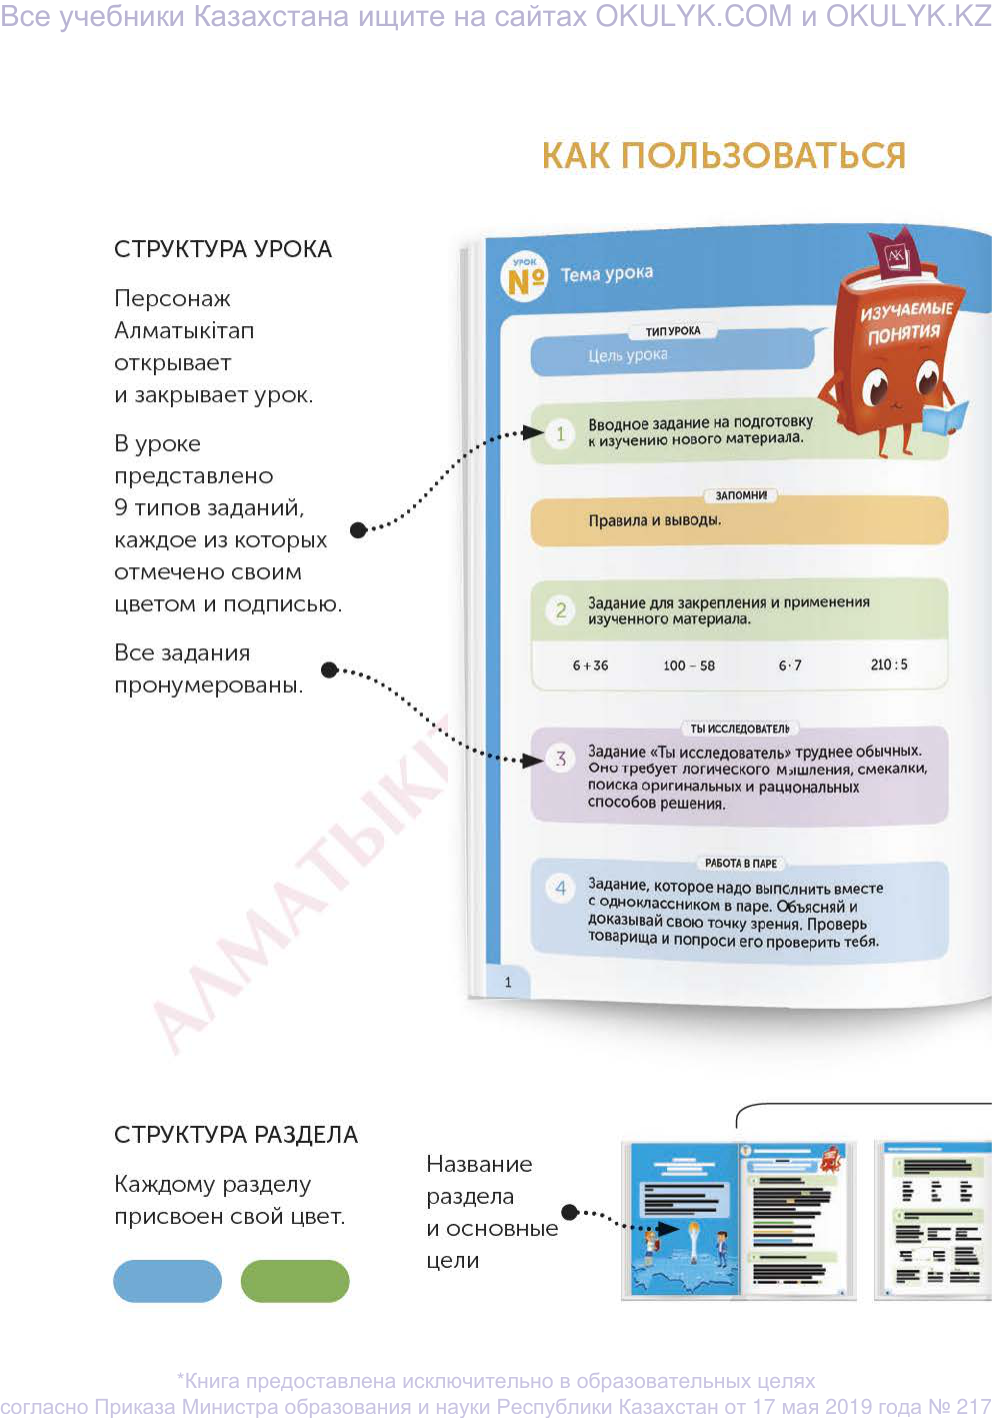 Все учебники Казахстана ищите на сайтах OKULYK.COM и OKULYK.KZ
КАК ПОЛЬЗОВАТЬСЯ
СТРУКТУРА УРОКА
Персонаж
Алматыкітап
открывает
и закрывает урок.
В уроке
представлено
9 типов заданий,
каждое из которых
отмечено своим
цветом и подписью.
Все задания
пронумерованы.
УРОК
№
Тема урока
ИЗУЧАЕМЫЕ
ПОНЯТИЯ
ТИП УРОКА
Цель урока
1
Вводное задание на подготовку
к изучению нового материала.
ЗАПОМНИ!
Правила и выводы.
2
Задание для закрепления и применения
изученного материала.
6 + 36 100 − 58 6 · 7 210 : 5
ТЫ ИССЛЕДОВАТЕЛЬ
3
Задание «Ты исследователь» труднее обычных.
Оно требует логического мышления, смекалки,
поиска оригинальных и рациональных
способов решения.
РАБОТА В ПАРЕ
4
Задание, которое надо выполнить вместе
с одноклассником в паре. Объясняй и
доказывай свою точку зрения. Проверь
товарища и попроси его проверить тебя.
1
АЛМАТЫКІТ
СТРУКТУРА РАЗДЕЛА
Каждому разделу
присвоен свой цвет.
Название
раздела
и основные
цели
*Книга предоставлена исключительно в образовательных целях
согласно Приказа Министра образования и науки Республики Казахстан от 17 мая 2019 года № 217